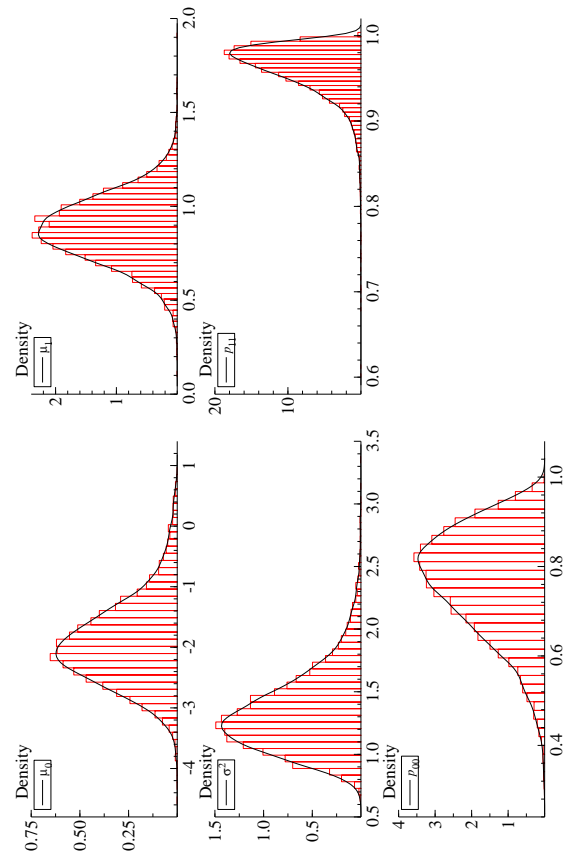 Density
μ₀
0.75
0.50
0.25
-4 -3 -2 -1 0 1
Density
μ₁
2
1
0.0 0.5 1.0 1.5 2.0
Density
σ²
1.5
1.0
0.5
0.5 1.0 1.5 2.0 2.5 3.0 3.5
Density
p₁₁
20
10
0.6 0.7 0.8 0.9 1.0
Density
p₀₀
4
3
2
1
0.4 0.6 0.8 1.0